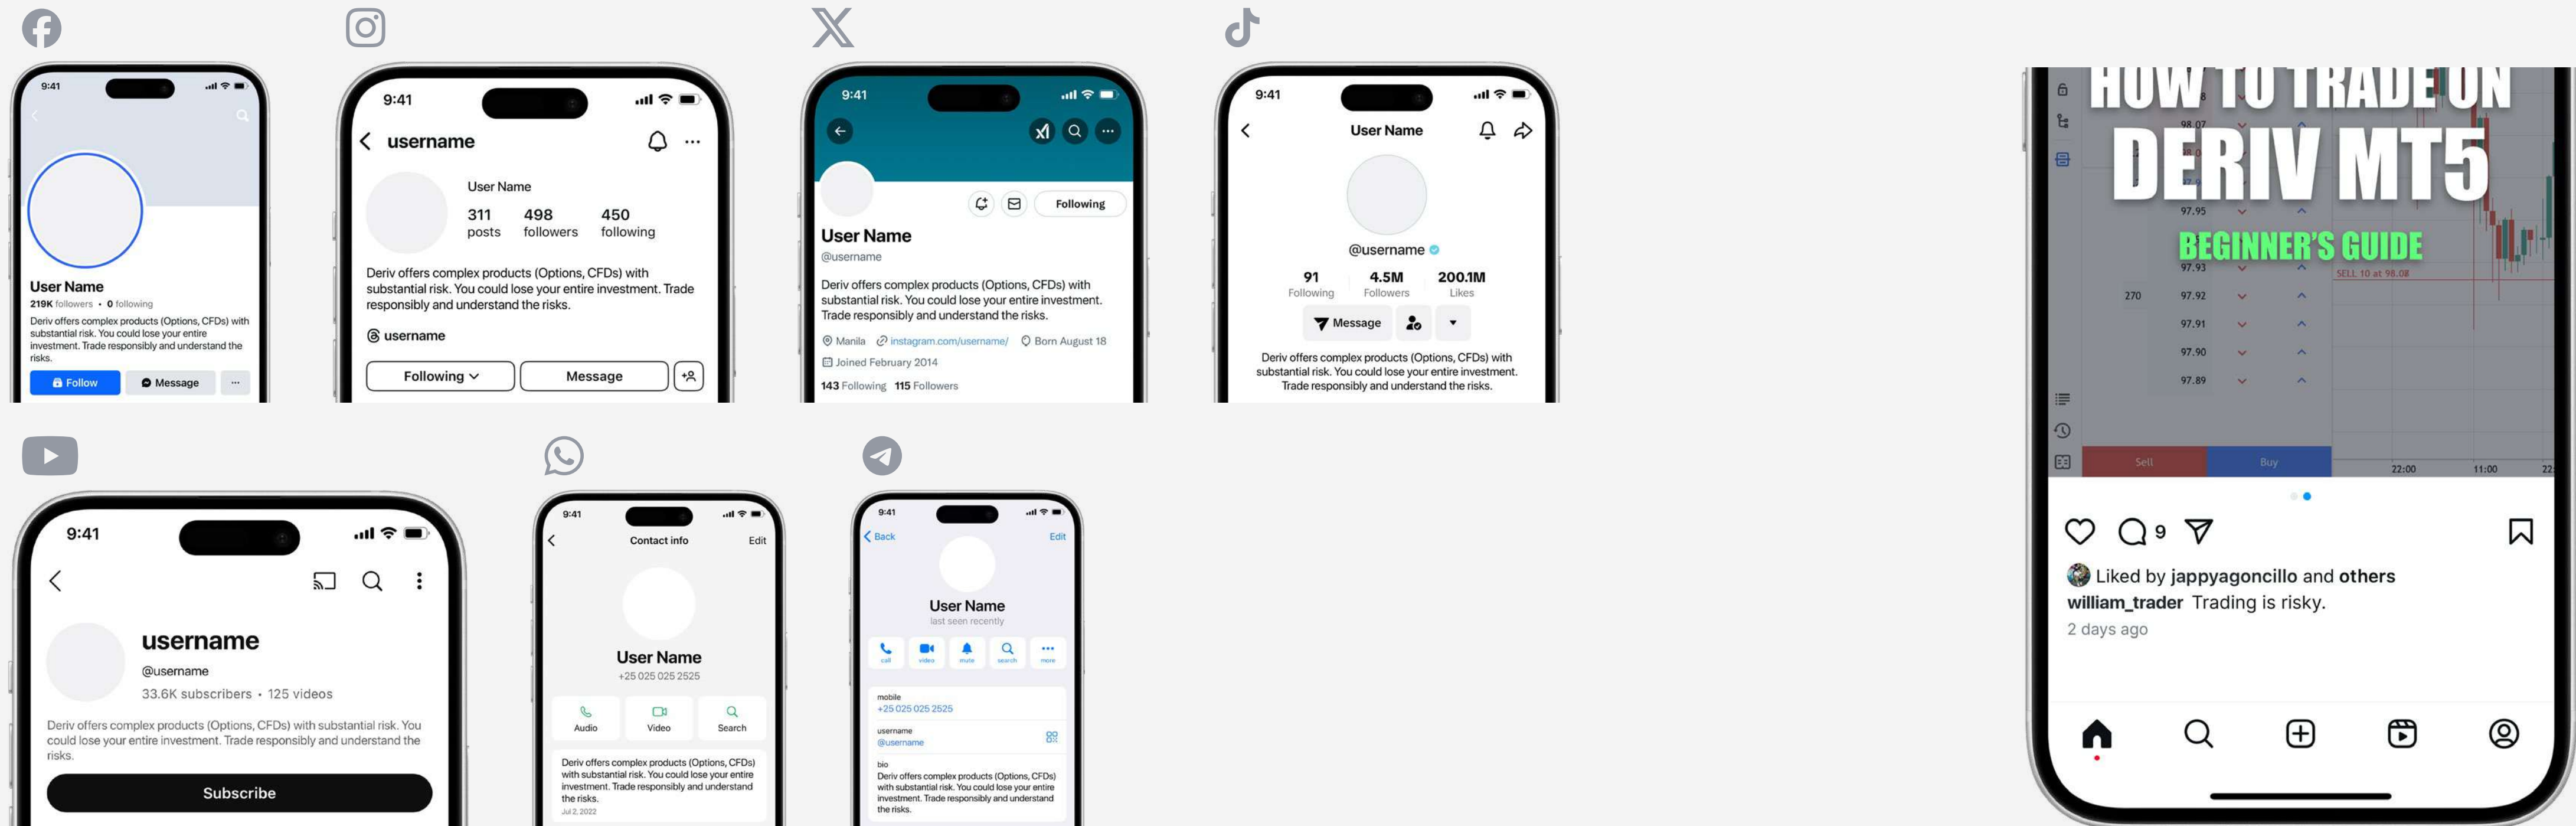 9:41
User Name
219K followers • 0 following
Deriv offers complex products (Options, CFDs) with
substantial risk. You could lose your entire
investment. Trade responsibly and understand the
risks.
Follow
Message
9:41
username
User Name
311 498 450
posts followers following
Deriv offers complex products (Options, CFDs) with
substantial risk. You could lose your entire investment. Trade
responsibly and understand the risks.
username
Following
Message
9:41
Following
User Name
@username
Deriv offers complex products (Options, CFDs) with
substantial risk. You could lose your entire investment.
Trade responsibly and understand the risks.
Manila instagram.com/username/ Born August 18
Joined February 2014
143 Following 115 Followers
9:41
User Name
@username
91 4.5M 200.1M
Following Followers Likes
Message
Deriv offers complex products (Options, CFDs) with
substantial risk. You could lose your entire investment.
Trade responsibly and understand the risks.
9:41
username
@username
33.6K subscribers • 125 videos
Deriv offers complex products (Options, CFDs) with substantial risk. You
could lose your entire investment. Trade responsibly and understand the
risks.
Subscribe
9:41
Contact info
Edit
User Name
+25 025 025 2525
Audio Video Search
Deriv offers complex products (Options, CFDs)
with substantial risk. You could lose your entire
investment. Trade responsibly and understand
the risks.
Jul 2, 2022
9:41
Back
Edit
User Name
last seen recently
call video mute search more
mobile
+25 025 025 2525
username
@username
bio
Deriv offers complex products (Options, CFDs)
with substantial risk. You could lose your entire
investment. Trade responsibly and understand
the risks.
HOW TO TRADE ON
98.07
DERIV MT5
97.95
BEGINNER'S GUIDE
97.93
SELL 10 at 98.08
270 97.92
97.91
97.90
97.89
Sell
Buy
22:00 11:00 22:
9
Liked by jappyagoncillo and others
william_trader Trading is risky.
2 days ago